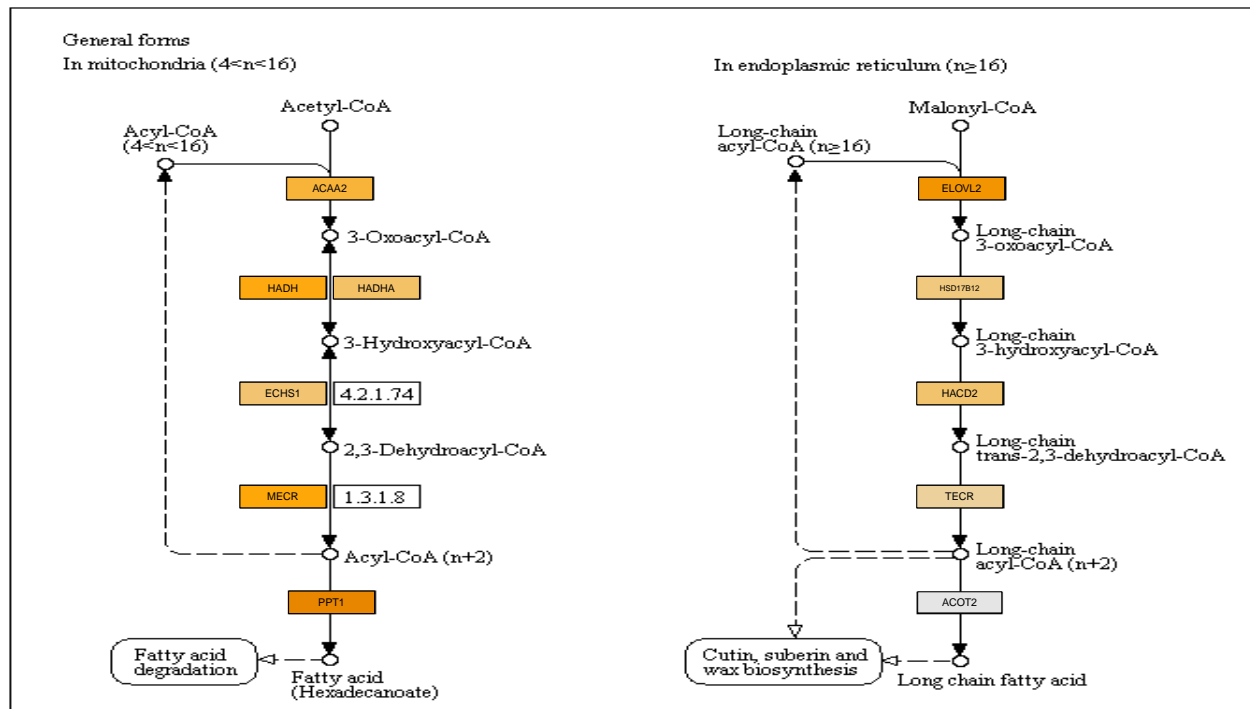 General forms
In mitochondria (4<n<16)
Acetyl-CoA
Acyl-CoA
(4<n<16)
ACAA2
3-Oxoacyl-CoA
HADH
HADHA
3-Hydroxyacyl-CoA
ECHS1
4.2.1.74
2,3-Dehydroacyl-CoA
MECR
1.3.1.8
Acyl-CoA (n+2)
PPT1
Fatty acid
degradation
Fatty acid
(Hexadecanoate)
In endoplasmic reticulum (n≥16)
Malonyl-CoA
Long-chain
acyl-CoA (n≥16)
ELOVL2
Long-chain
3-oxoacyl-CoA
HSD17B12
Long-chain
3-hydroxyacyl-CoA
HACD2
Long-chain
trans-2,3-dehydroacyl-CoA
TECR
Long-chain
acyl-CoA (n+2)
ACOT2
Cutin, suberin and
wax biosynthesis
Long chain fatty acid